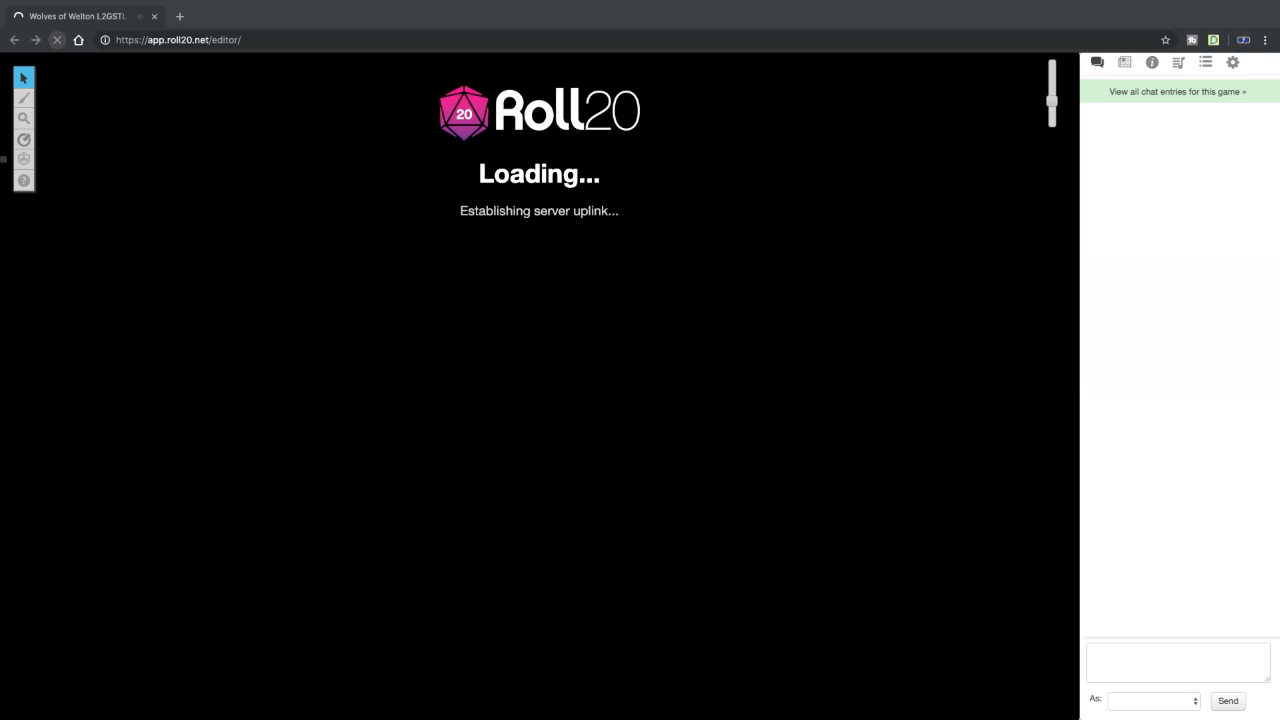 Wolves of Welton L2GSTL
https://app.roll20.net/editor/
20
Roll20
Loading...
Establishing server uplink...
View all chat entries for this game »
As:
Send